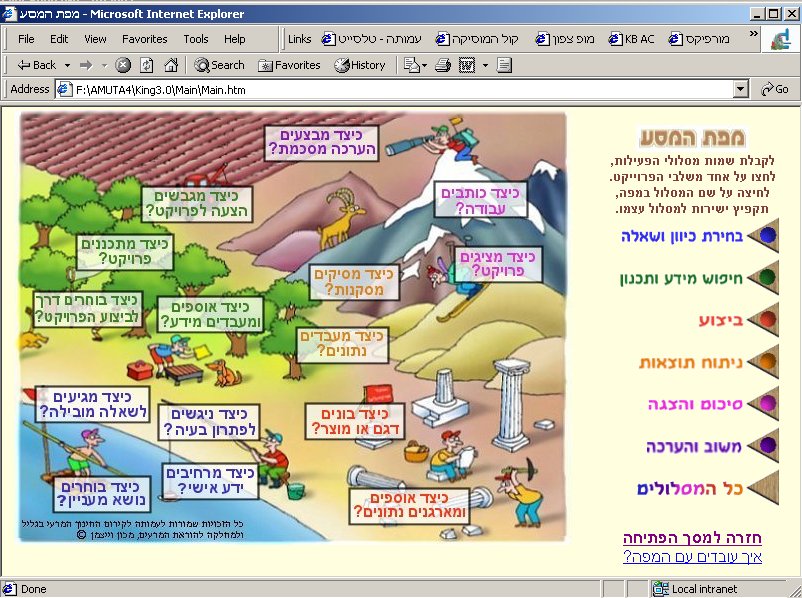 מפת המסע - Microsoft Internet Explorer
File Edit View Favorites Tools Help
Links עמותה - טלסייט קול המוסיקה מופ צפון KB AC מורפיקס
Back Search Favorites History
Address F:\AMUTA4\King3.0\Main\Main.htm Go
מפת המסע
לקבלת שמות מסלולי הפעילות,
לחצו על אחד משלבי הפרוייקט.
לחיצה על שם המסלול במפה,
תקפיץ ישירות למסלול עצמו.
בחירת כיוון ושאלה
חיפוש מידע ותכנון
ביצוע
ניתוח תוצאות
סיכום והצגה
משוב והערכה
כל המסלולים
חזרה למסך הפתיחה
איך עובדים עם המפה?
כיצד מבצעים
הערכה מסכמת?
כיצד כותבים
עבודה?
כיצד מגבשים
הצעה לפרויקט?
כיצד מציגים
פרויקט?
כיצד מתכננים
פרויקט?
כיצד מסיקים
מסקנות?
כיצד אוספים
ומעבדים מידע?
כיצד בוחרים דרך
לביצוע הפרויקט?
כיצד מעבדים
נתונים?
כיצד בונים
דגם או מוצר?
כיצד ניגשים
לפתרון בעיה?
כיצד מגיעים
לשאלה מובילה?
כיצד מרחיבים
ידע אישי?
כיצד בוחרים
נושא מעניין?
כיצד אוספים
ומארגנים נתונים?
כל הזכויות שמורות לעמותה לקידום החינוך המדעי בגליל
ולמחלקה להוראת המדעים, מכון וייצמן ©
Done Local intranet